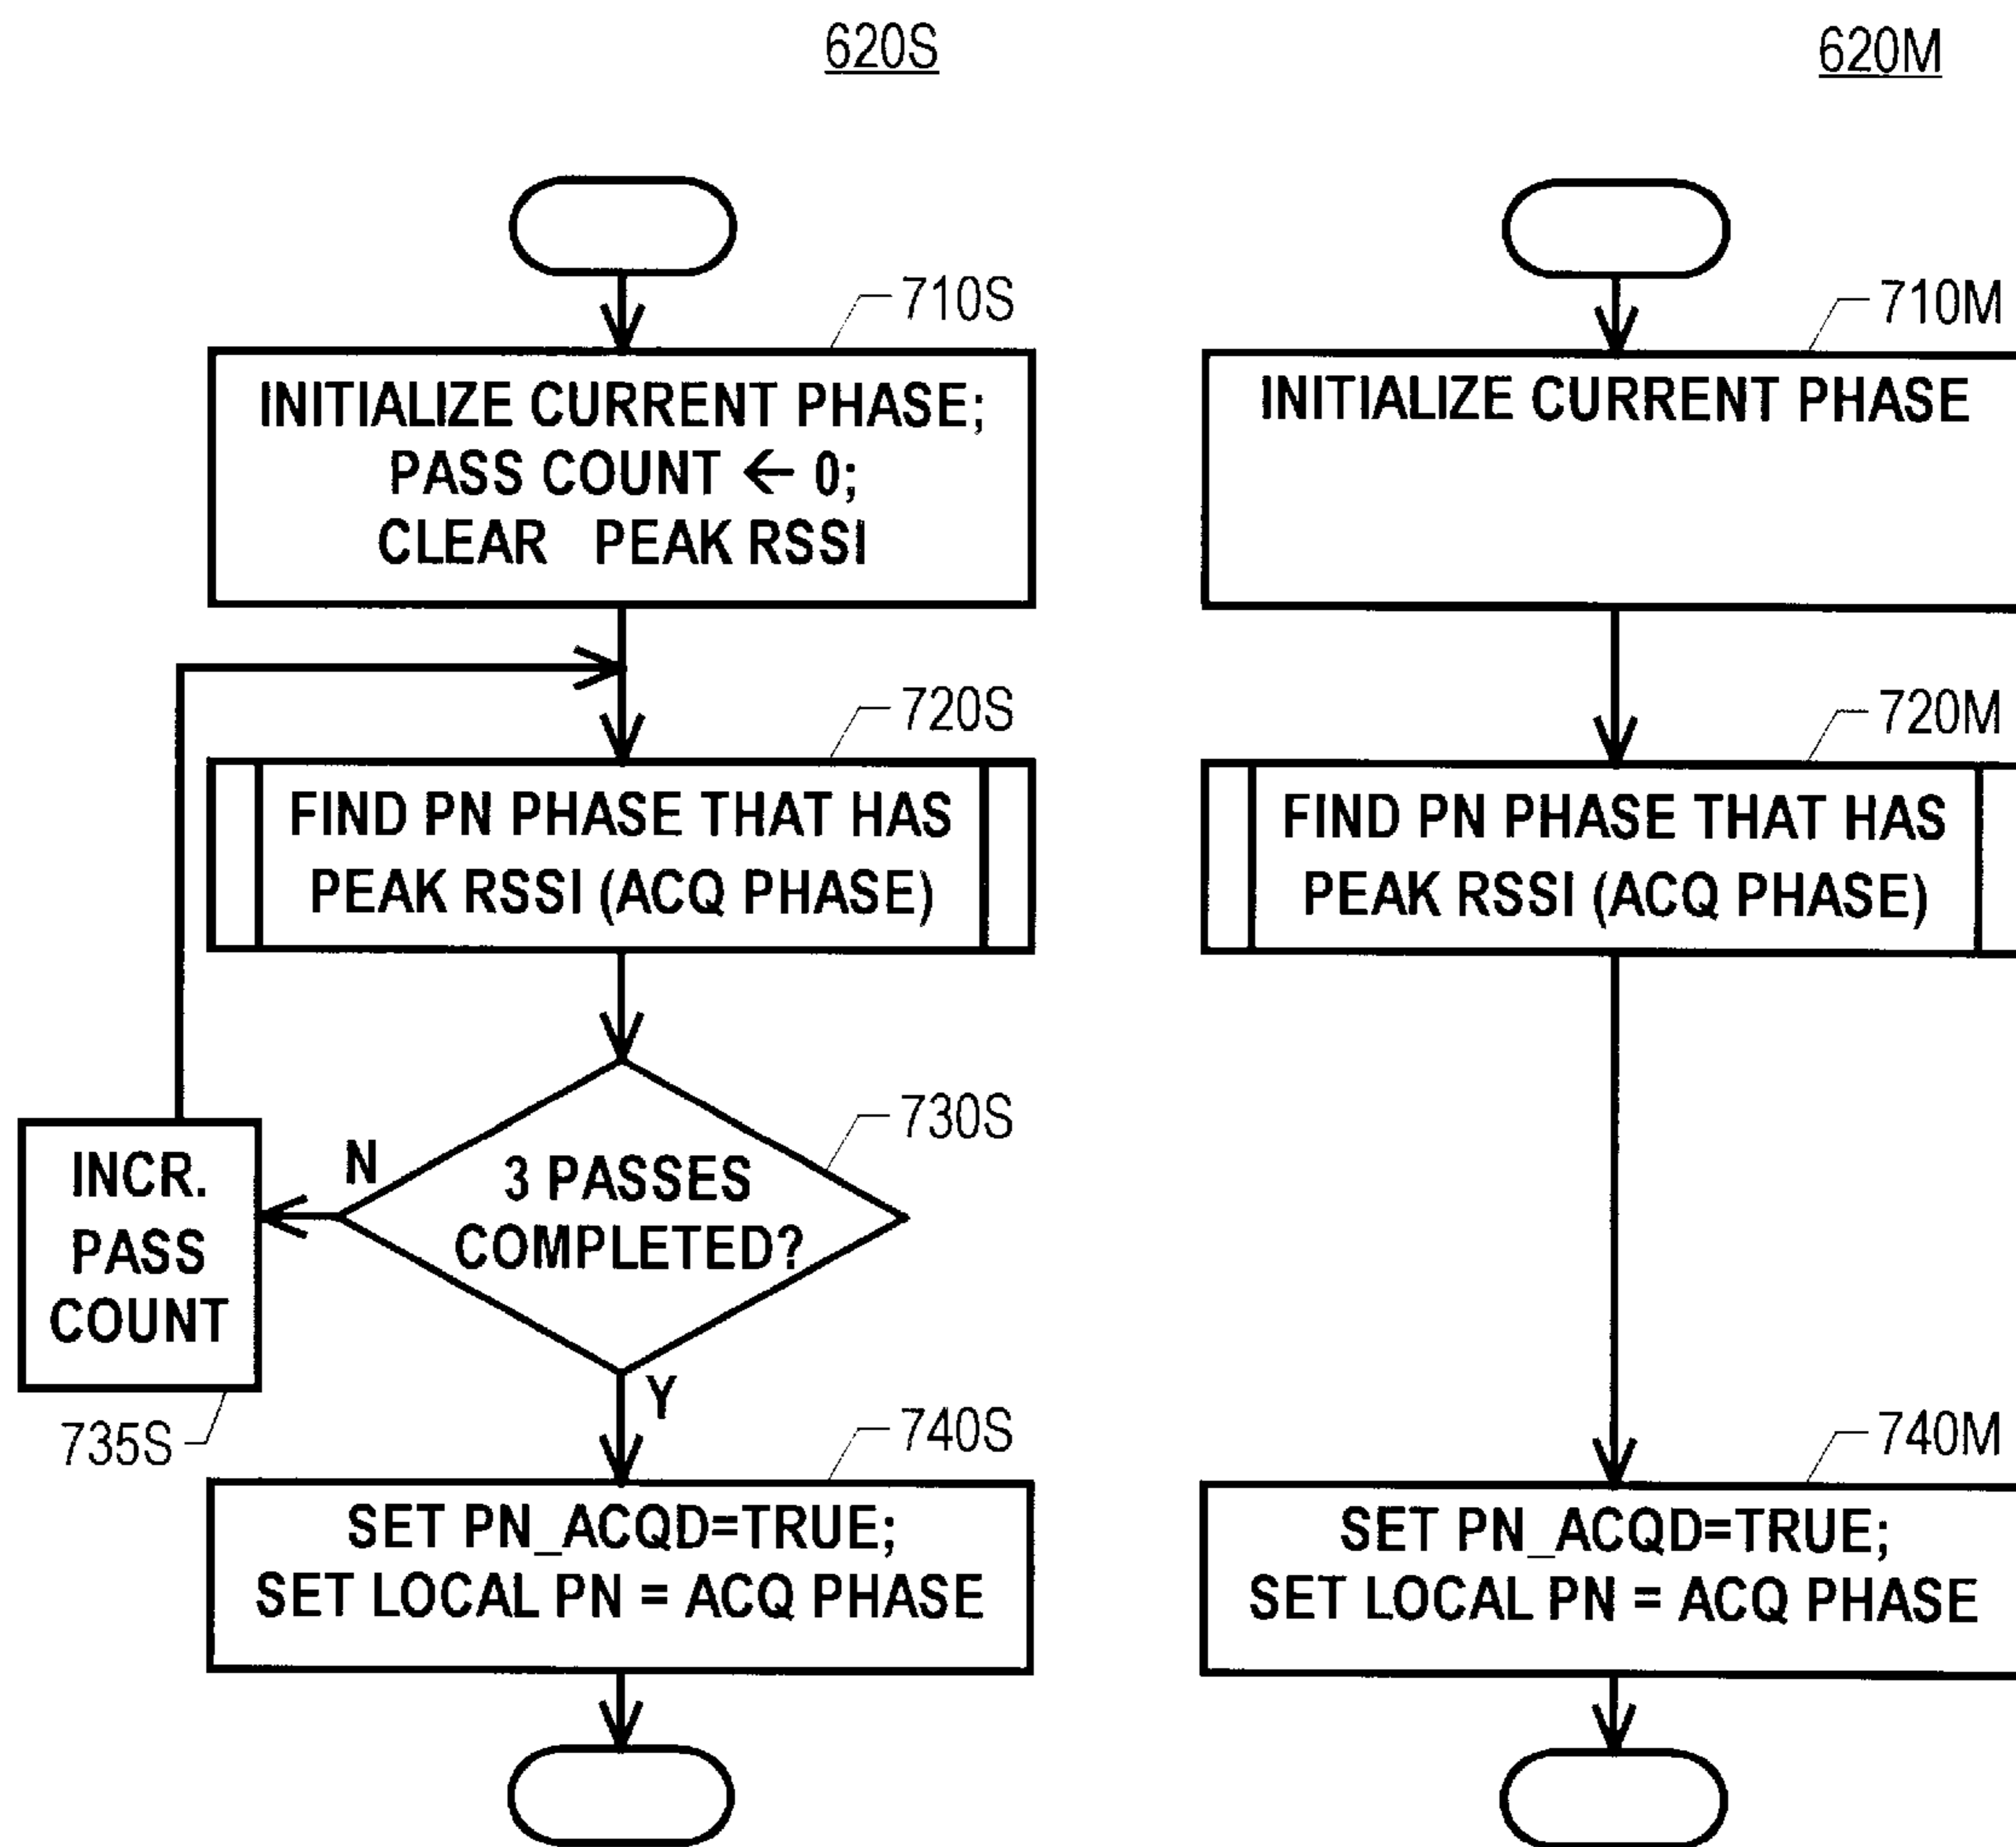 620S
710S
INITIALIZE CURRENT PHASE;
PASS COUNT ← 0;
CLEAR PEAK RSSI
720S
FIND PN PHASE THAT HAS
PEAK RSSI (ACQ PHASE)
730S
3 PASSES
COMPLETED?
N
INCR.
PASS
COUNT
735S
Y
740S
SET PN_ACQD=TRUE;
SET LOCAL PN = ACQ PHASE
620M
710M
INITIALIZE CURRENT PHASE
720M
FIND PN PHASE THAT HAS
PEAK RSSI (ACQ PHASE)
740M
SET PN_ACQD=TRUE;
SET LOCAL PN = ACQ PHASE